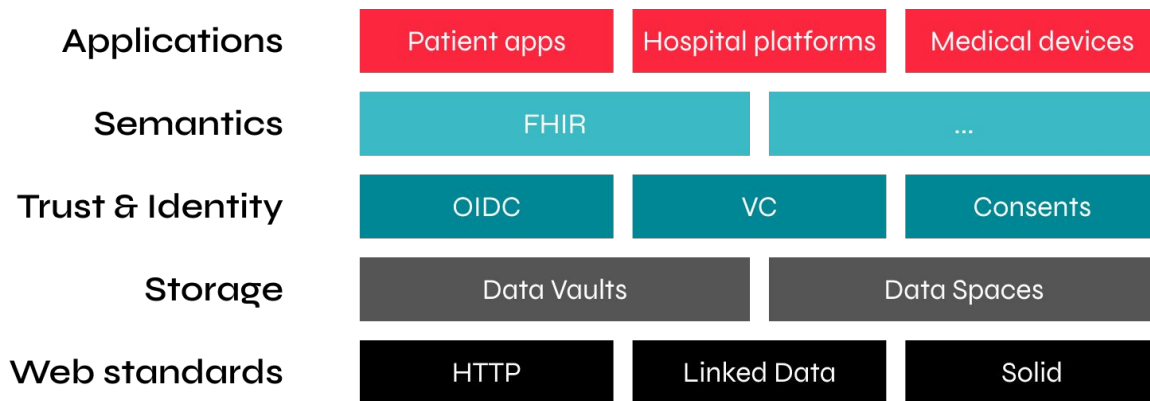 Applications
Patient apps
Hospital platforms
Medical devices
Semantics
FHIR
...
Trust & Identity
OIDC
VC
Consents
Storage
Data Vaults
Data Spaces
Web standards
HTTP
Linked Data
Solid